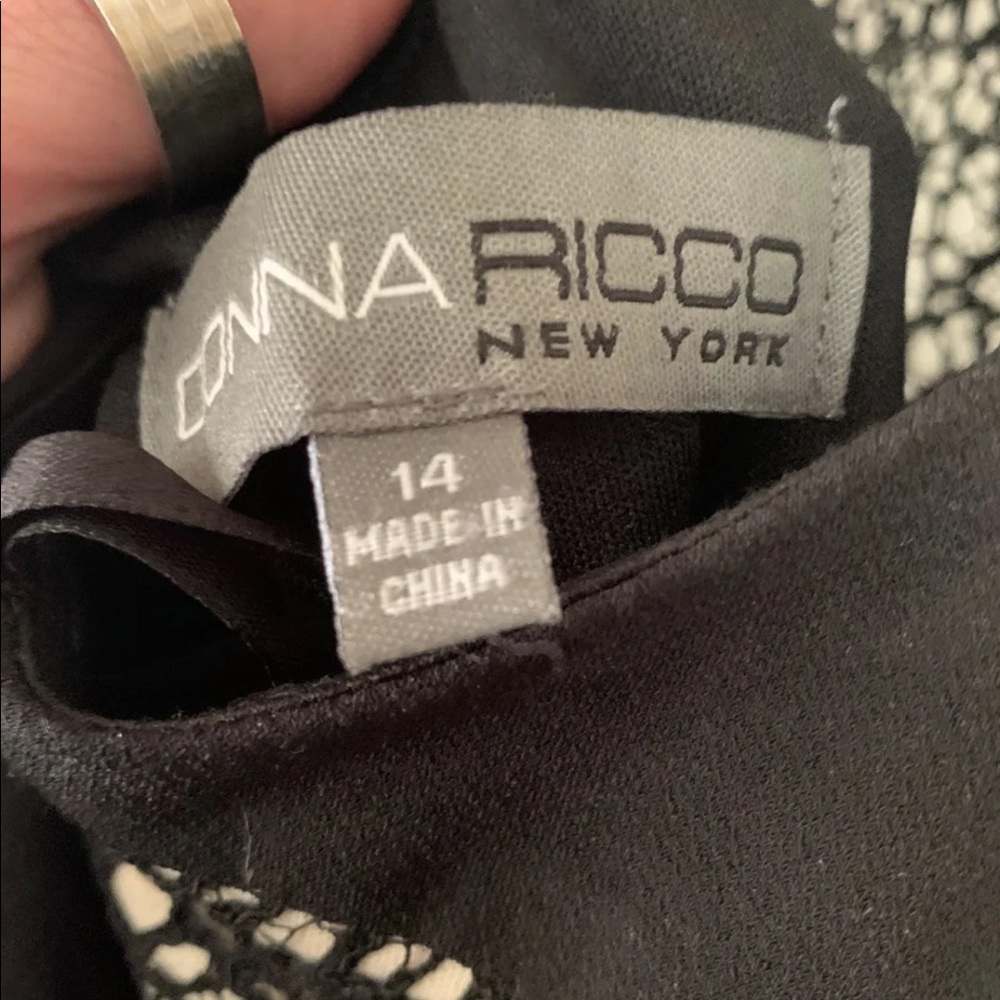 DONNA RICCO
NEW YORK
14
MADE IN
CHINA